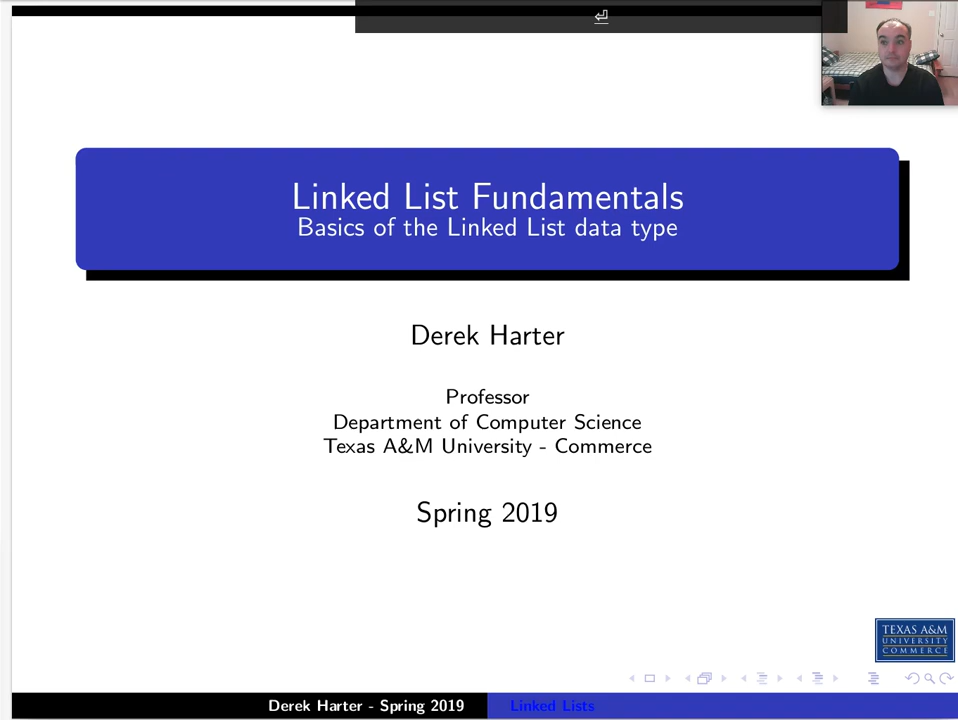 Linked List Fundamentals
Basics of the Linked List data type
Derek Harter
Professor
Department of Computer Science
Texas A&M University - Commerce
Spring 2019
TEXAS A&M
UNIVERSITY
COMMERCE
Derek Harter - Spring 2019
Linked Lists